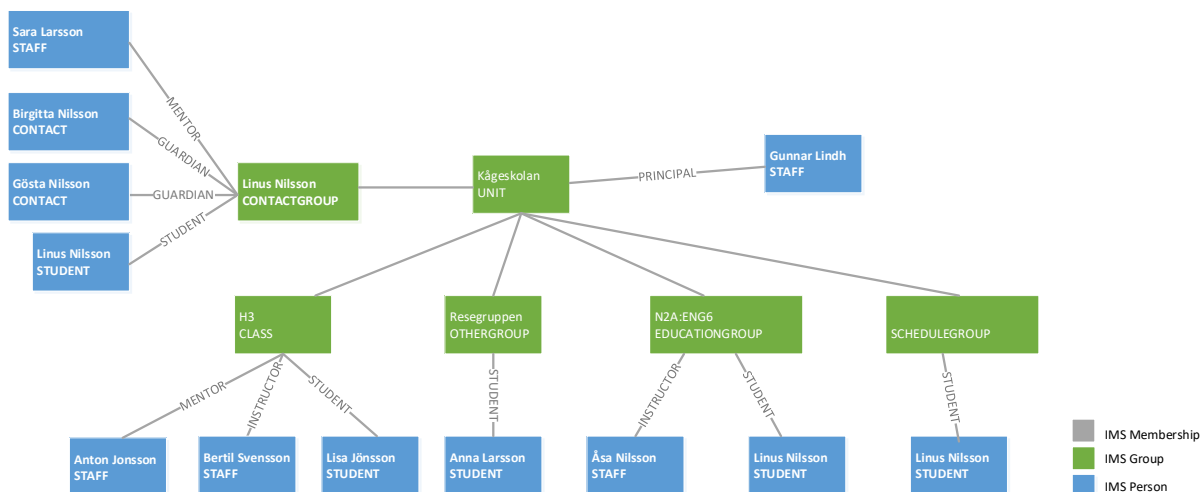 Sara Larsson
STAFF
MENTOR
Birgitta Nilsson
CONTACT
GUARDIAN
Gösta Nilsson
CONTACT
GUARDIAN
Linus Nilsson
STUDENT
STUDENT
Linus Nilsson
CONTACTGROUP
Kågeskolan
UNIT
PRINCIPAL
Gunnar Lindh
STAFF
H3
CLASS
Resegruppen
OTHERGROUP
N2A:ENG6
EDUCATIONGROUP
SCHEDULEGROUP
MENTOR
INSTRUCTOR
STUDENT
STUDENT
INSTRUCTOR
STUDENT
STUDENT
Anton Jonsson
STAFF
Bertil Svensson
STAFF
Lisa Jönsson
STUDENT
Anna Larsson
STUDENT
Åsa Nilsson
STAFF
Linus Nilsson
STUDENT
Linus Nilsson
STUDENT
IMS Membership
IMS Group
IMS Person